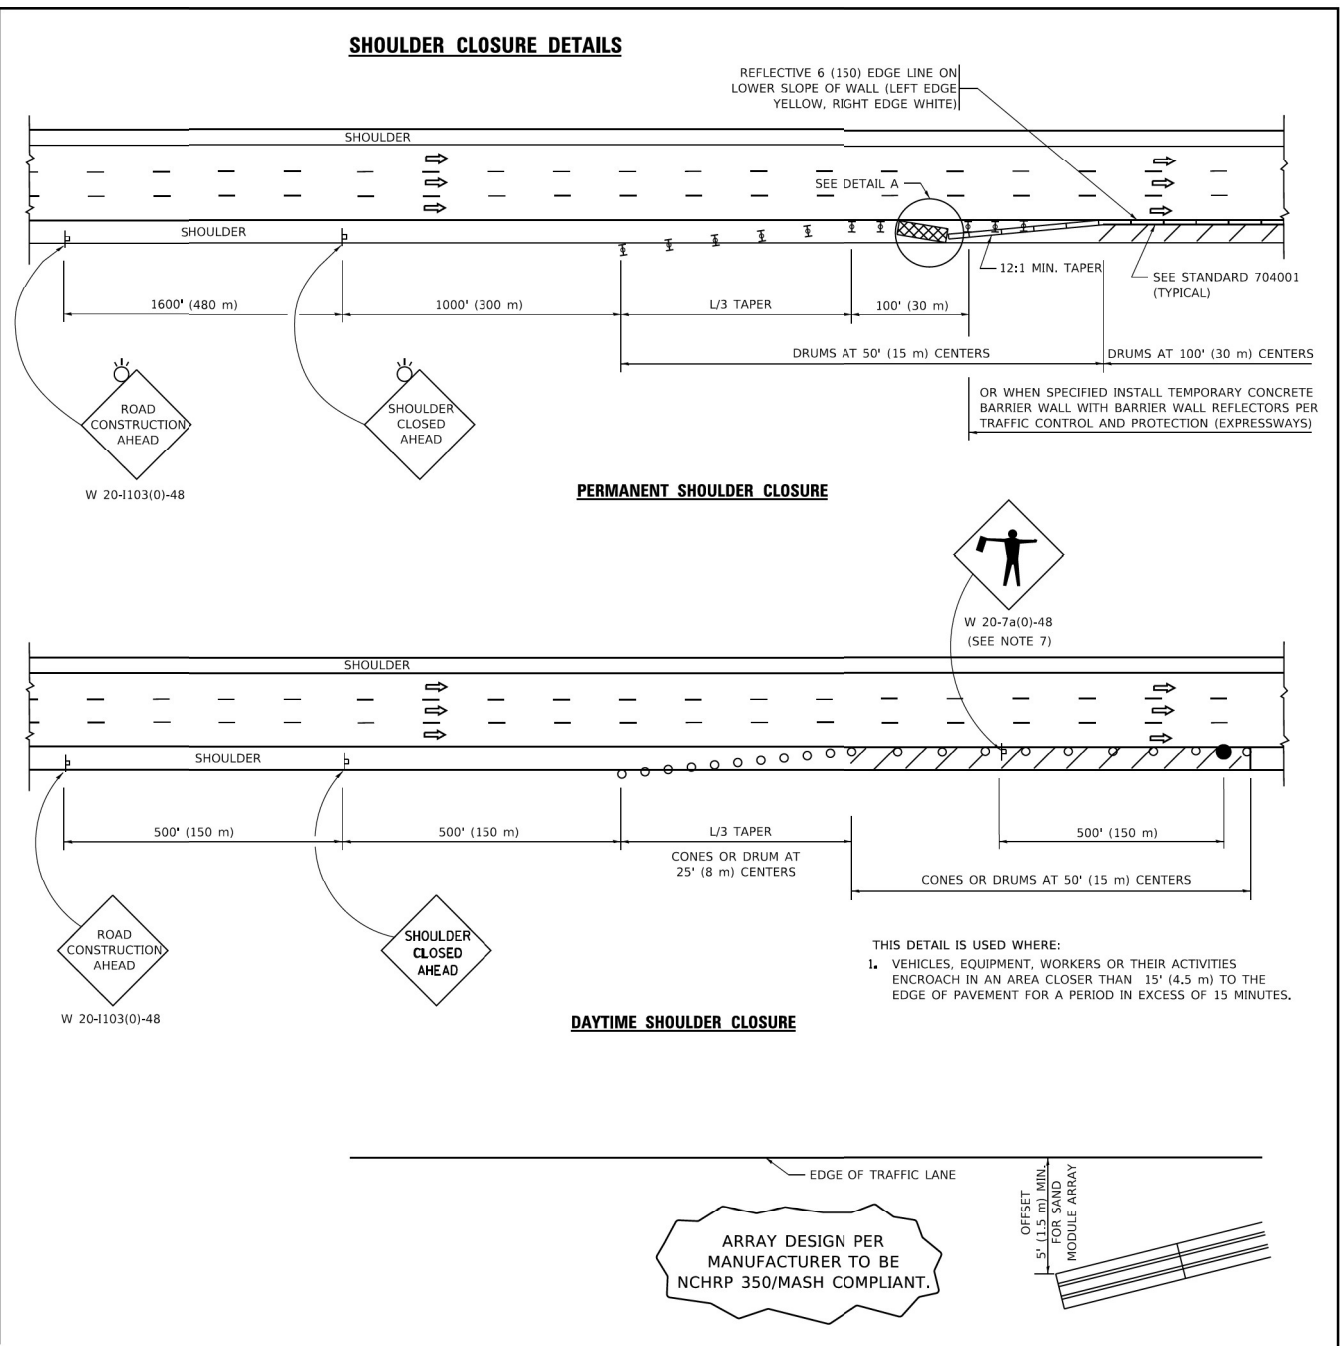 SHOULDER CLOSURE DETAILS
REFLECTIVE 6 (150) EDGE LINE ON
LOWER SLOPE OF WALL (LEFT EDGE
YELLOW, RIGHT EDGE WHITE)
SHOULDER
SEE DETAIL A
SHOULDER
12:1 MIN. TAPER
SEE STANDARD 704001
(TYPICAL)
1600' (480 m)
1000' (300 m)
L/3 TAPER
100' (30 m)
DRUMS AT 50' (15 m) CENTERS
DRUMS AT 100' (30 m) CENTERS
OR WHEN SPECIFIED INSTALL TEMPORARY CONCRETE
BARRIER WALL WITH BARRIER WALL REFLECTORS PER
TRAFFIC CONTROL AND PROTECTION (EXPRESSWAYS)
ROAD
CONSTRUCTION
AHEAD
W 20-I103(0)-48
SHOULDER
CLOSED
AHEAD
PERMANENT SHOULDER CLOSURE
W 20-7a(0)-48
(SEE NOTE 7)
SHOULDER
SHOULDER
500' (150 m)
500' (150 m)
L/3 TAPER
CONES OR DRUM AT
25' (8 m) CENTERS
500' (150 m)
CONES OR DRUMS AT 50' (15 m) CENTERS
ROAD
CONSTRUCTION
AHEAD
W 20-I103(0)-48
SHOULDER
CLOSED
AHEAD
THIS DETAIL IS USED WHERE:
1. VEHICLES, EQUIPMENT, WORKERS OR THEIR ACTIVITIES
ENCROACH IN AN AREA CLOSER THAN 15' (4.5 m) TO THE
EDGE OF PAVEMENT FOR A PERIOD IN EXCESS OF 15 MINUTES.
DAYTIME SHOULDER CLOSURE
EDGE OF TRAFFIC LANE
ARRAY DESIGN PER
MANUFACTURER TO BE
NCHRP 350/MASH COMPLIANT.
OFFSET
5' (1.5 m) MIN.
FOR SAND
MODULE ARRAY